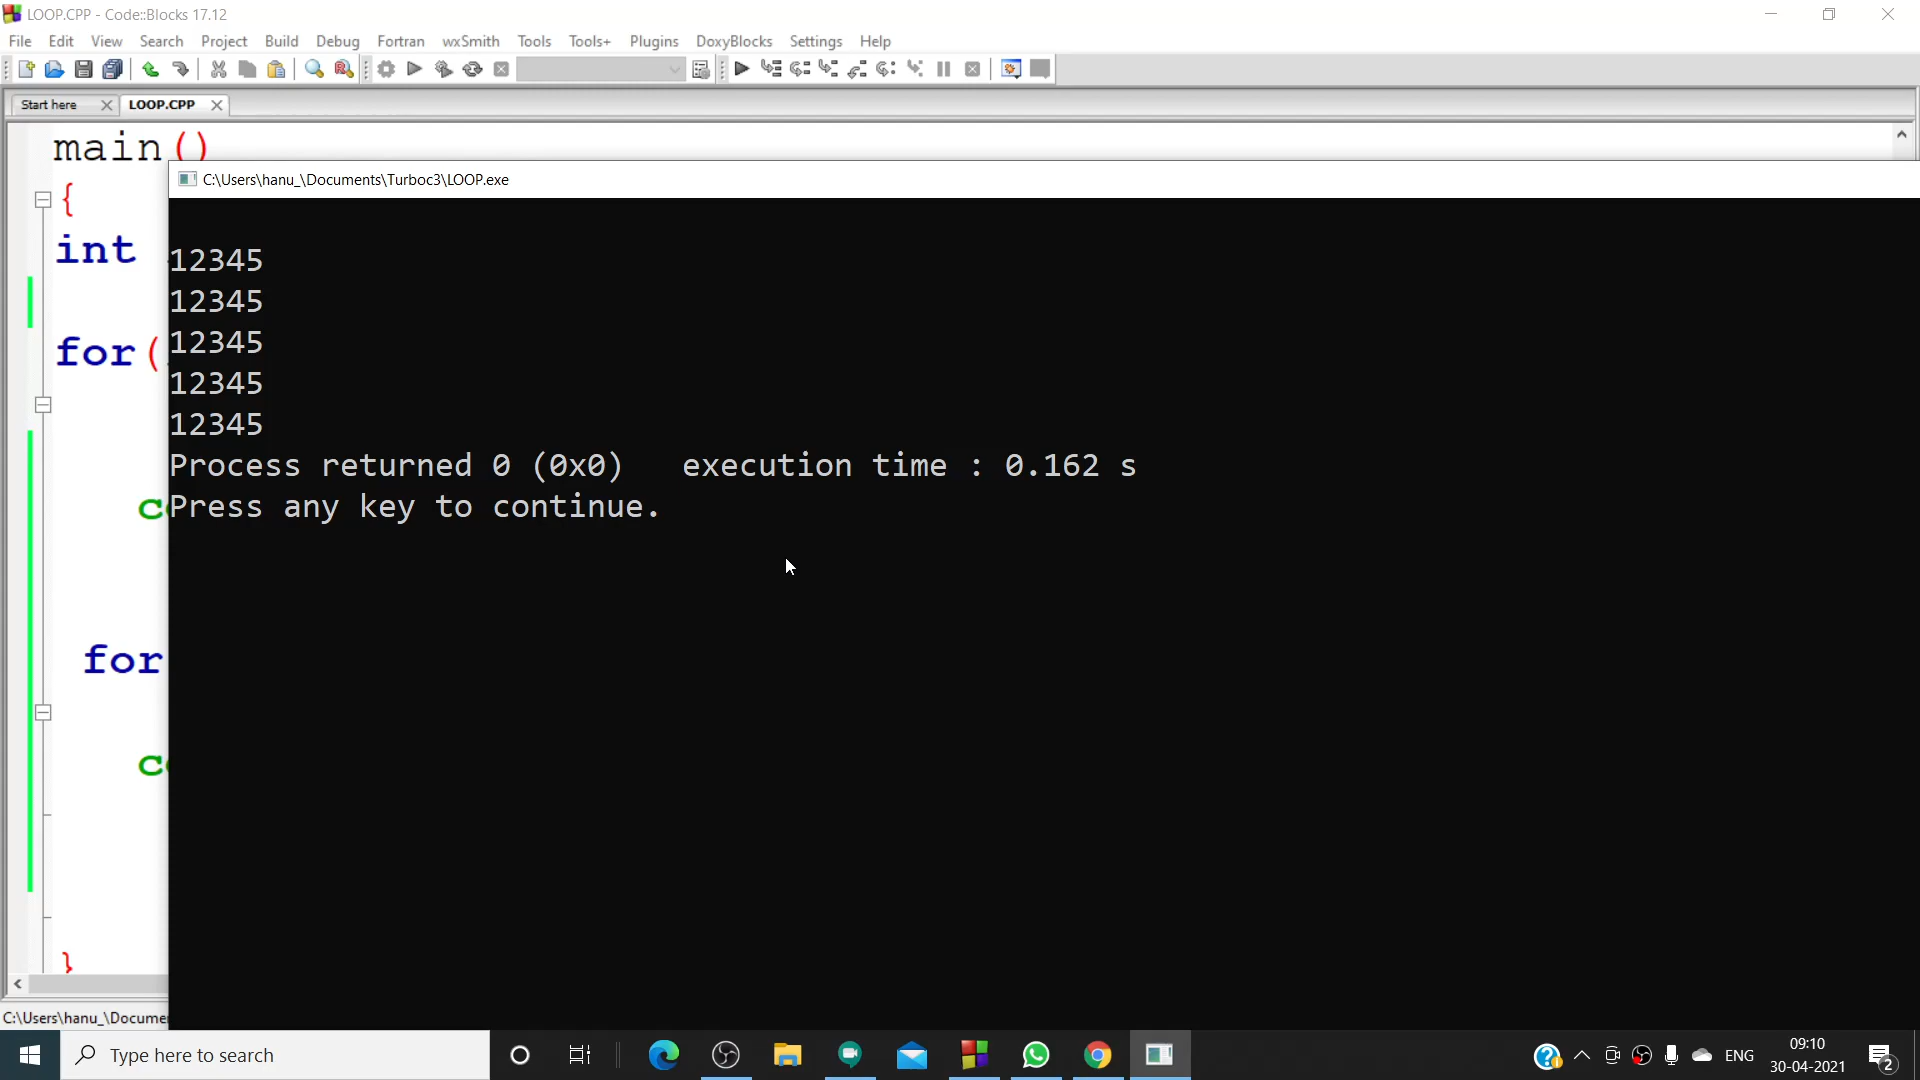 LOOP.CPP - Code::Blocks 17.12
File Edit View Search Project Build Debug Fortran wxSmith Tools Tools+ Plugins DoxyBlocks Settings Help
Start here LOOP.CPP
main()
C:\Users\hanu_\Documents\Turboc3\LOOP.exe
{
int
12345
12345
for(
12345
12345
12345
Process returned 0 (0x0)   execution time : 0.162 s
Press any key to continue.
for
}
C:\Users\hanu_\Docume
Type here to search
ENG
09:10
30-04-2021
2